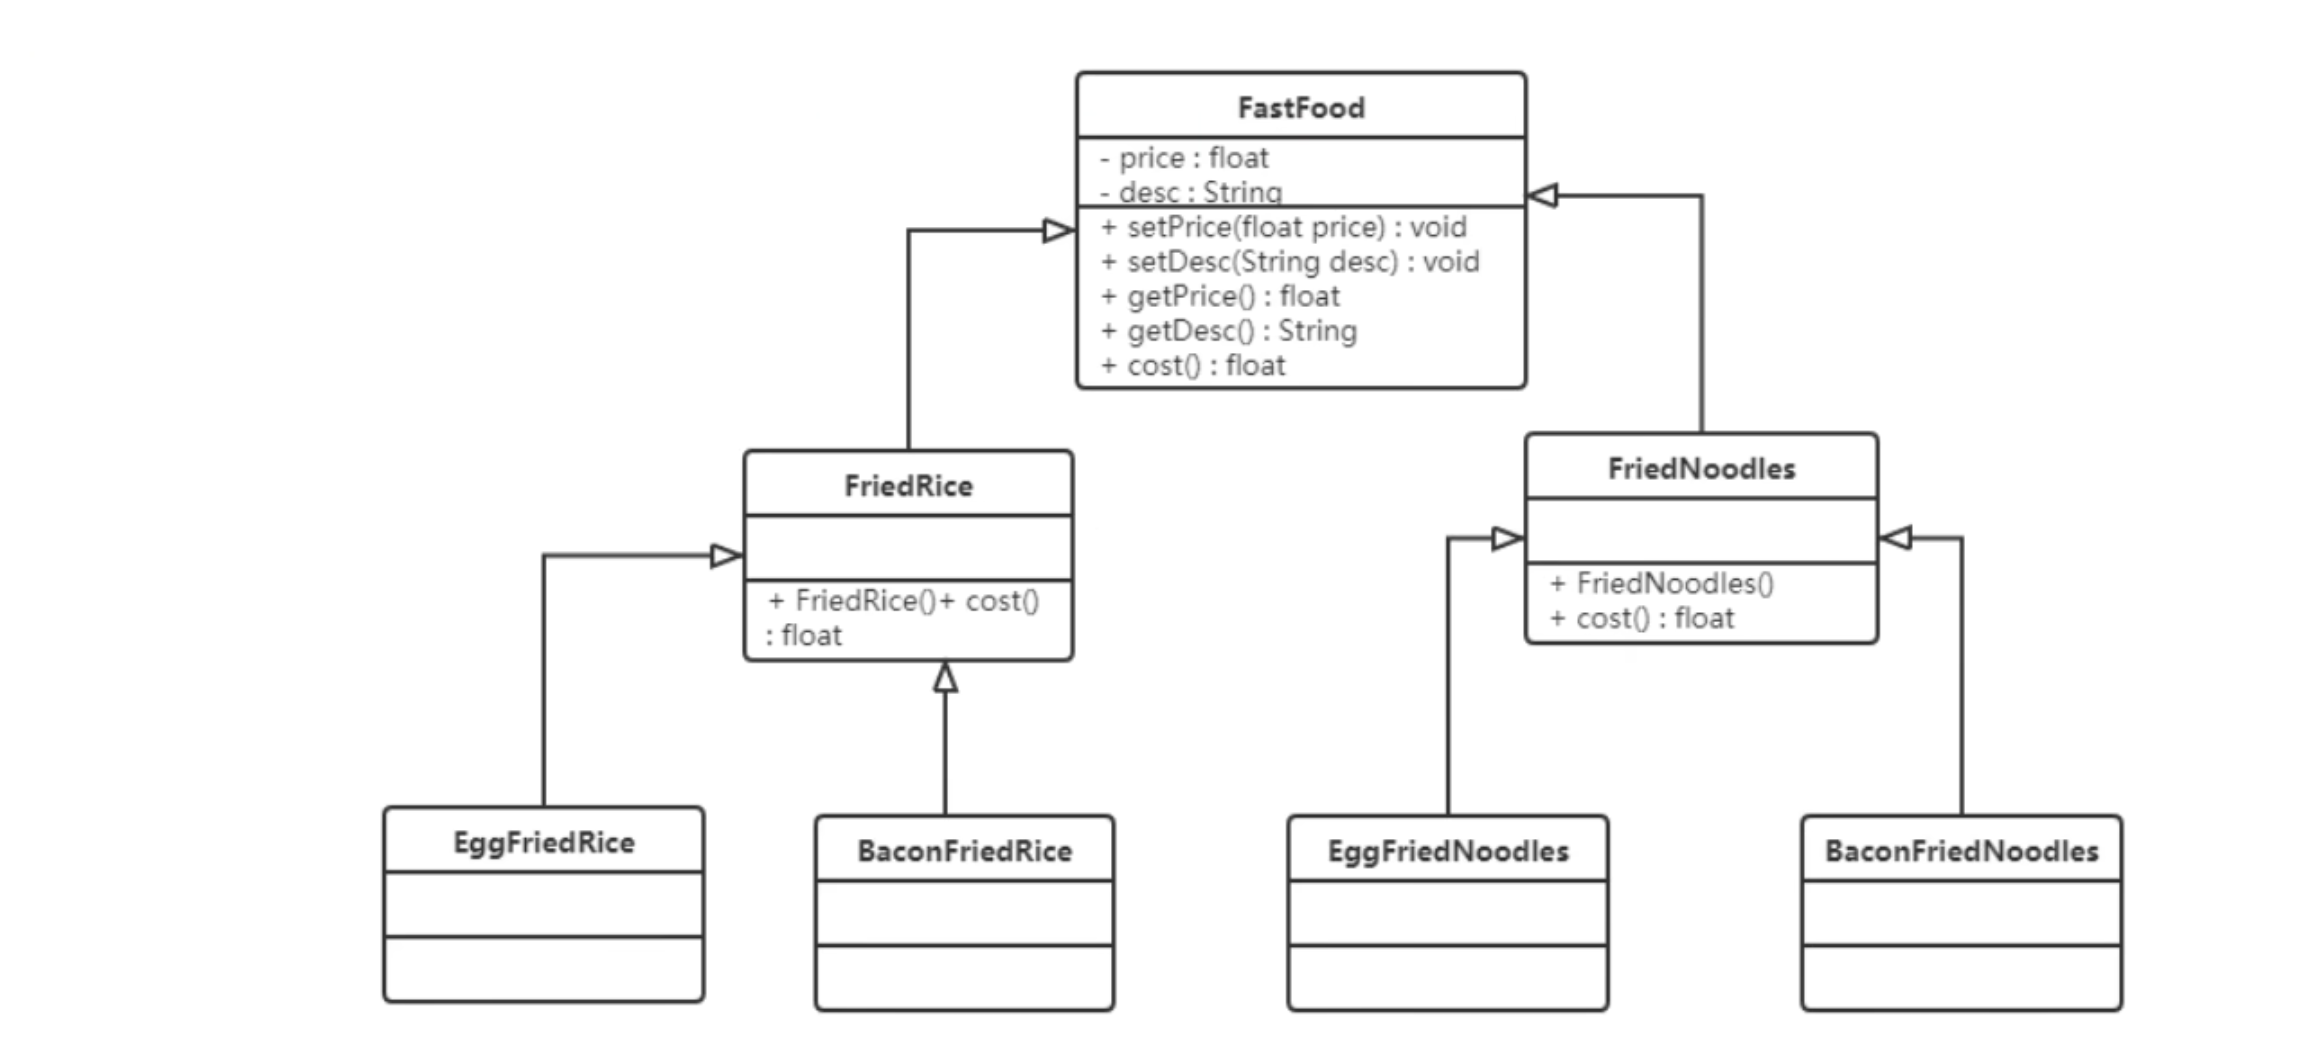 FastFood
- price : float
- desc : String
+ setPrice(float price) : void
+ setDesc(String desc) : void
+ getPrice() : float
+ getDesc() : String
+ cost() : float
FriedRice
+ FriedRice()+ cost()
: float
FriedNoodles
+ FriedNoodles()
+ cost() : float
EggFriedRice
BaconFriedRice
EggFriedNoodles
BaconFriedNoodles